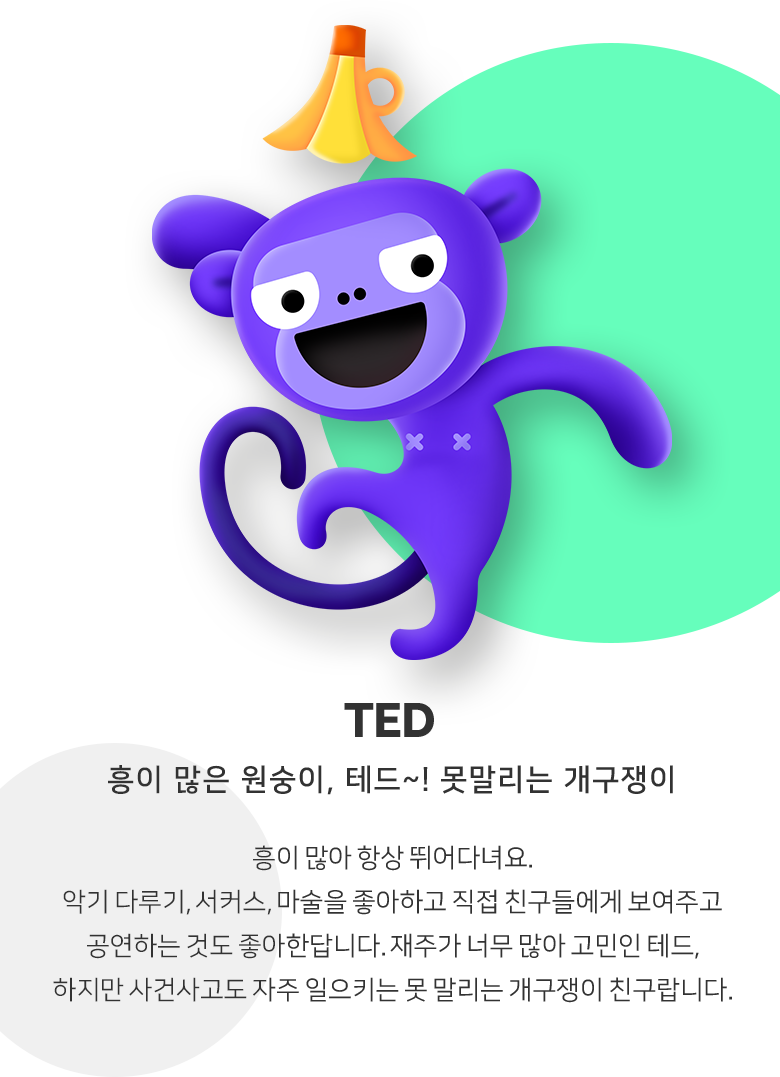 TED
흥이 많은 원숭이, 테드~! 못말리는 개구쟁이
흥이 많아 항상 뛰어다녀요.
악기 다루기, 서커스, 마술을 좋아하고 직접 친구들에게 보여주고
공연하는 것도 좋아한답니다. 재주가 너무 많아 고민인 테드,
하지만 사건사고도 자주 일으키는 못 말리는 개구쟁이 친구랍니다.